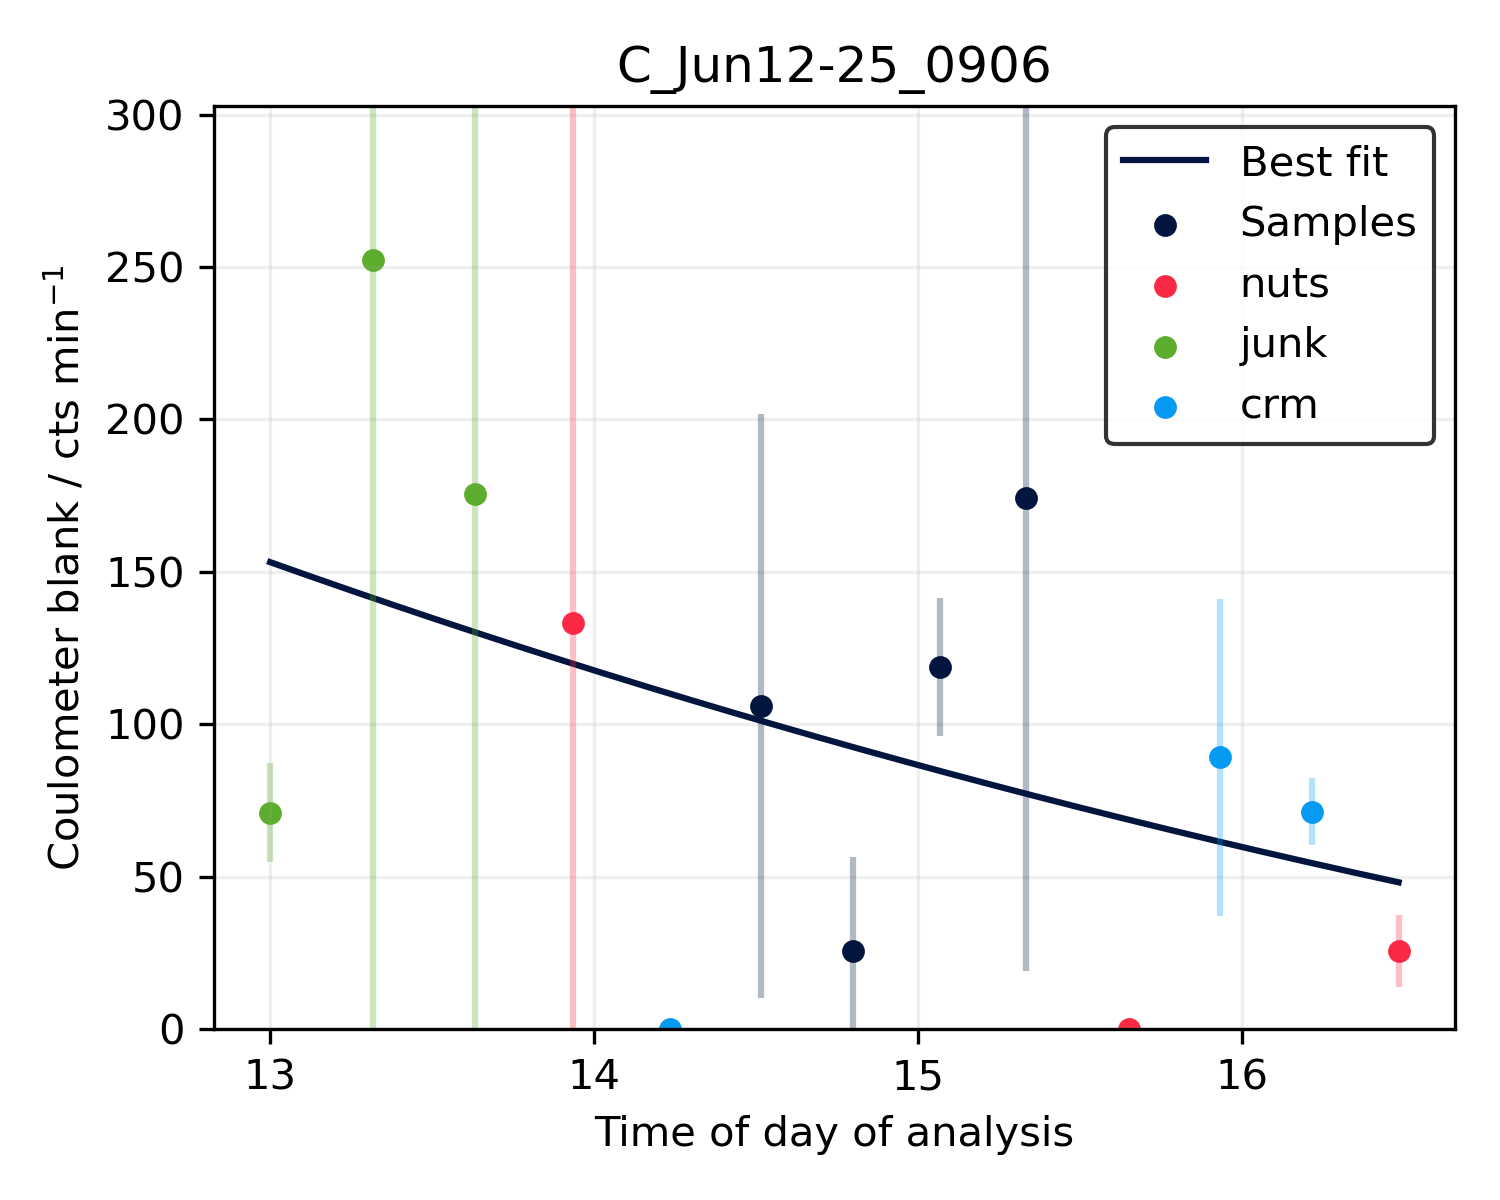 C_Jun12-25_0906
Coulometer blank / cts min⁻¹
300
250
200
150
100
50
0
13 14 15 16
Time of day of analysis
Best fit
Samples
nuts
junk
crm